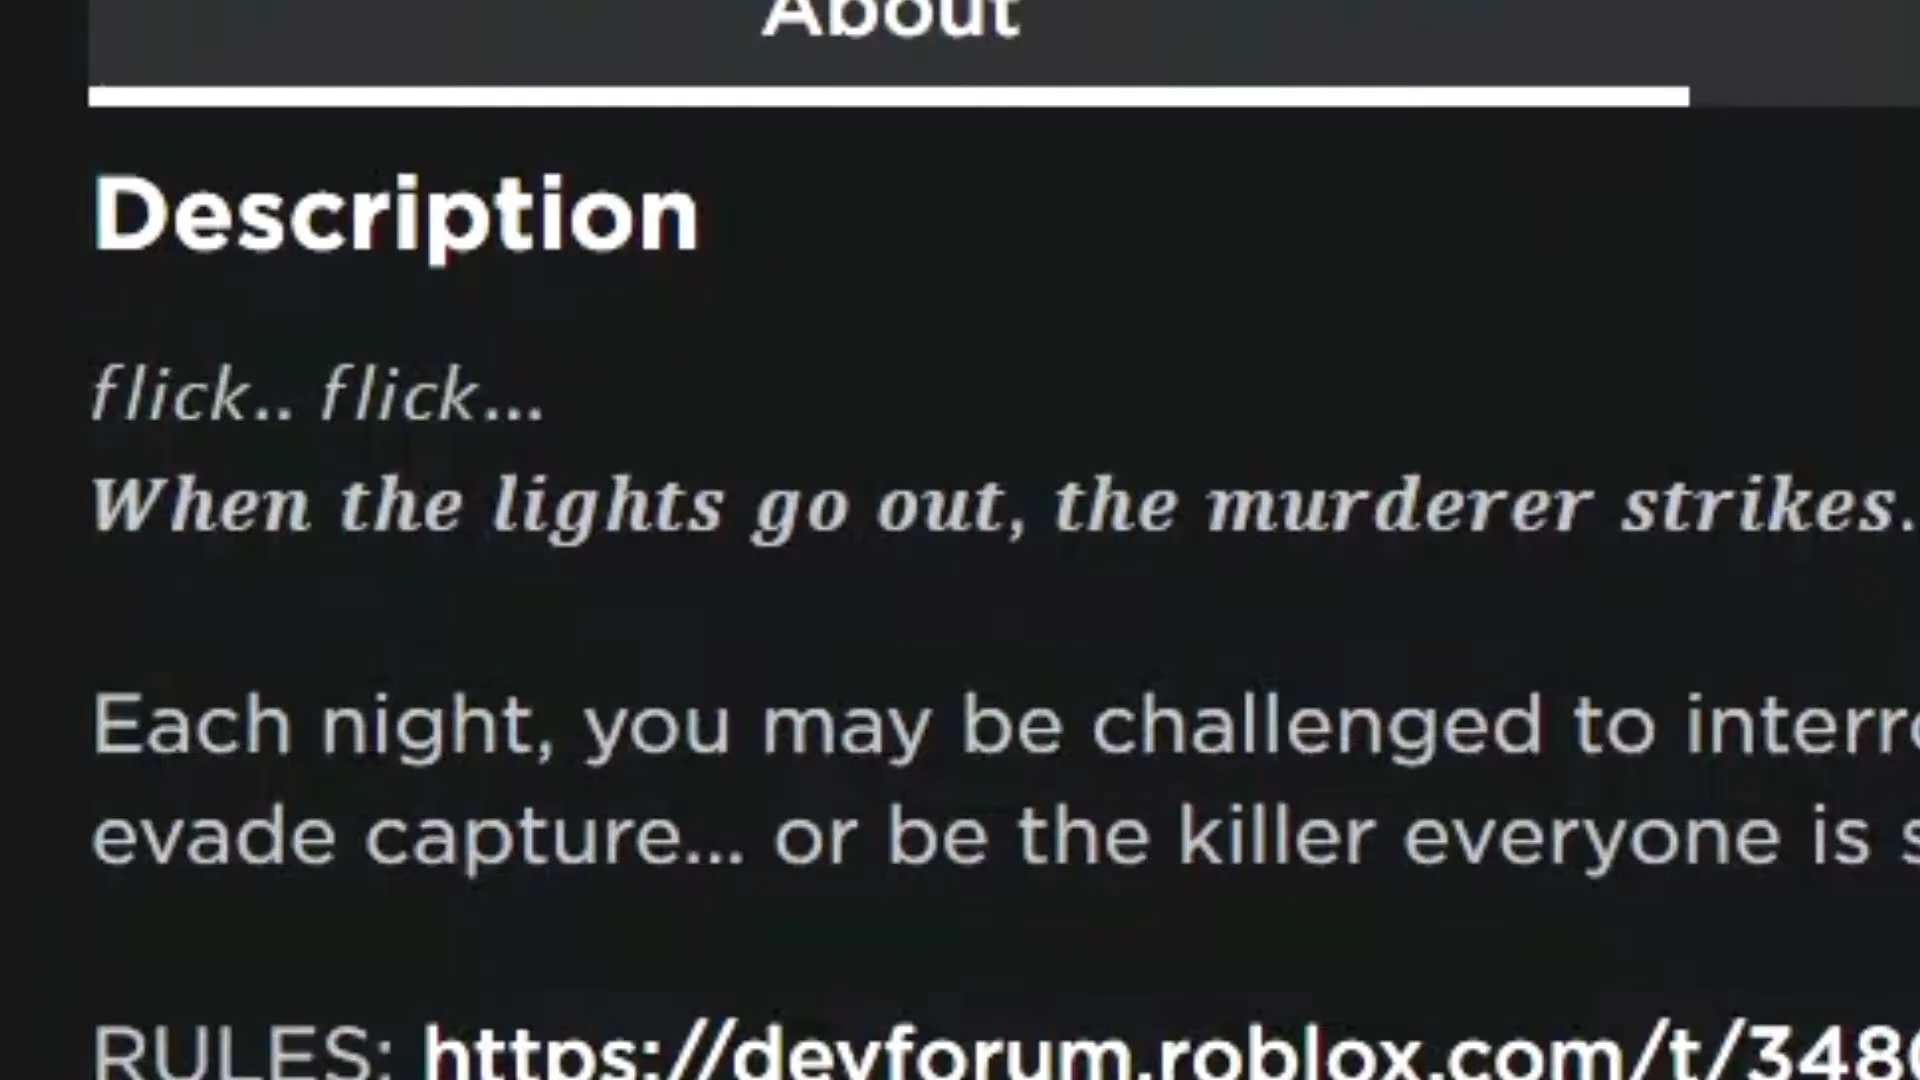 About
Description
flick.. flick...
When the lights go out, the murderer strikes.
Each night, you may be challenged to
evade capture... or be the killer everyone is
RULES: https://devforum.roblox.com/t/348